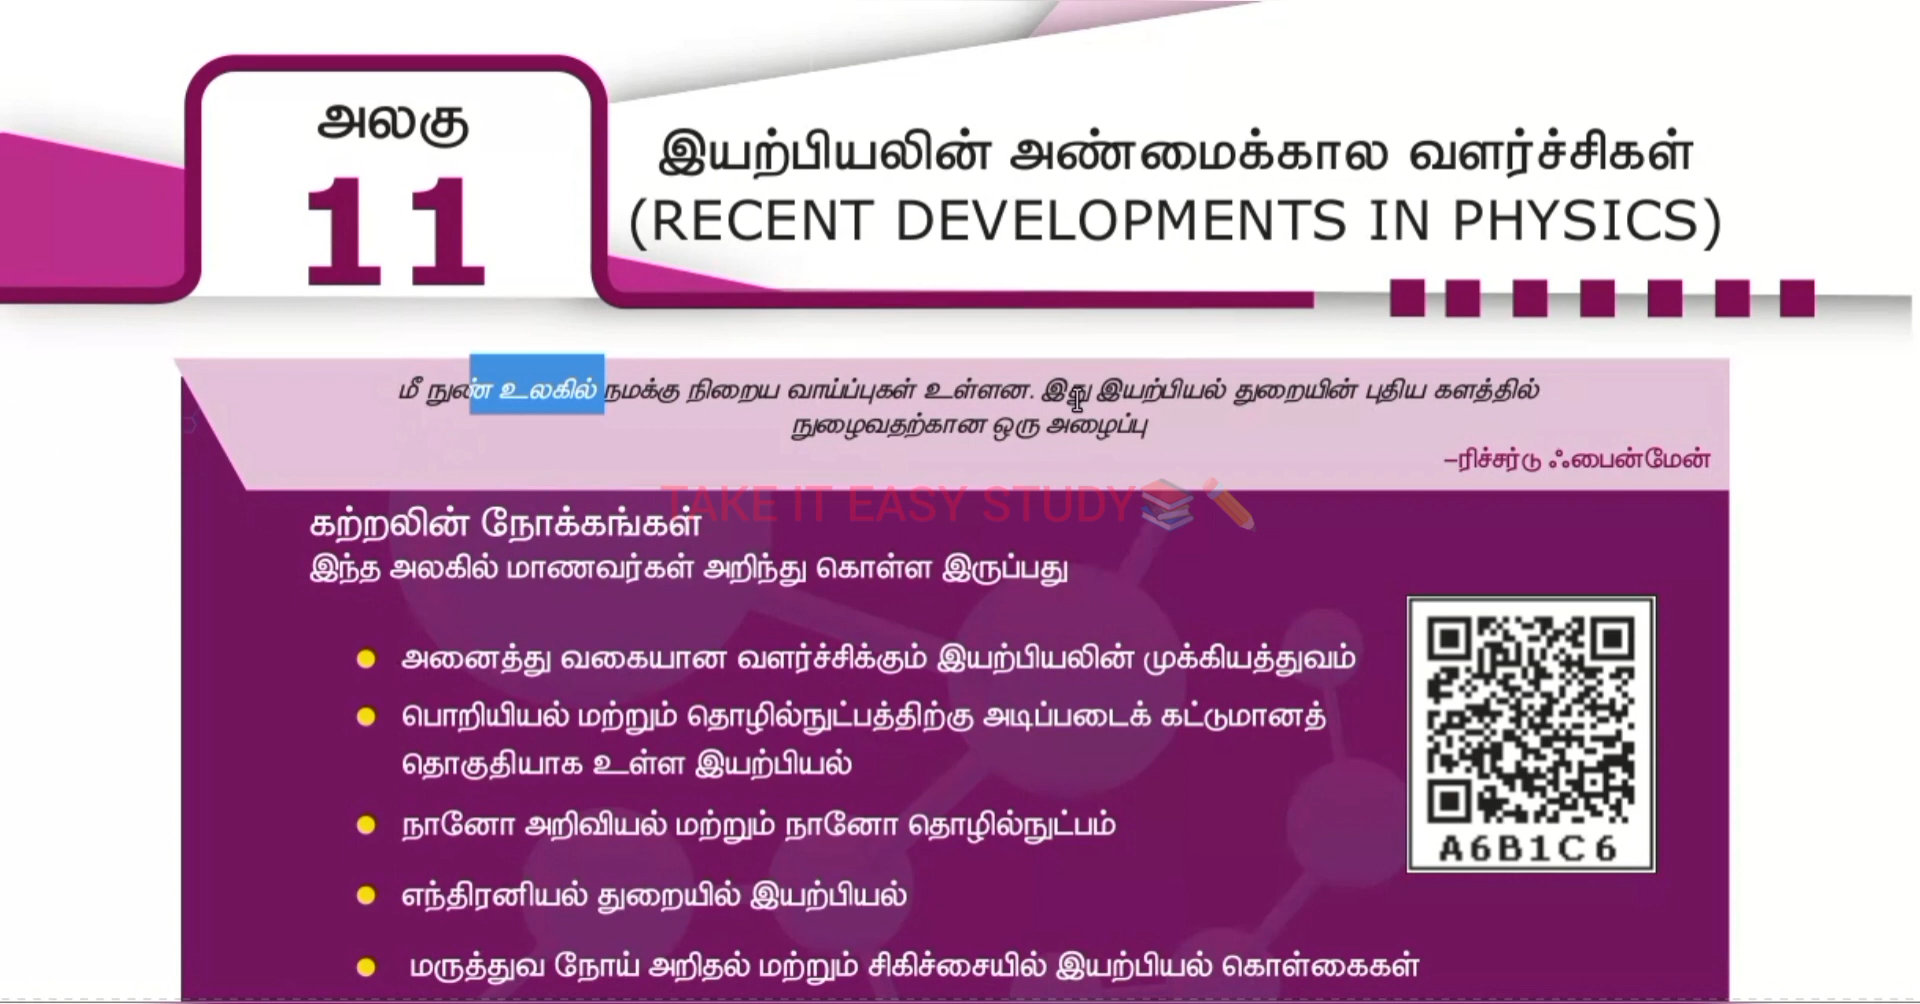 அலகு
11
இயற்பியலின் அண்மைக்கால வளர்ச்சிகள்
(RECENT DEVELOPMENTS IN PHYSICS)
மீ நுண் உலகில் நமக்கு நிறைய வாய்ப்புகள் உள்ளன. இது இயற்பியல் துறையின் புதிய களத்தில்
நுழைவதற்கான ஒரு அழைப்பு
–ரிச்சர்டு ஃபைன்மேன்
TAKE IT EASY STUDY
கற்றலின் நோக்கங்கள்
இந்த அலகில் மாணவர்கள் அறிந்து கொள்ள இருப்பது
அனைத்து வகையான வளர்ச்சிக்கும் இயற்பியலின் முக்கியத்துவம்
பொறியியல் மற்றும் தொழில்நுட்பத்திற்கு அடிப்படைக் கட்டுமானத்
தொகுதியாக உள்ள இயற்பியல்
நானோ அறிவியல் மற்றும் நானோ தொழில்நுட்பம்
எந்திரனியல் துறையில் இயற்பியல்
மருத்துவ நோய் அறிதல் மற்றும் சிகிச்சையில் இயற்பியல் கொள்கைகள்
A6B1C6